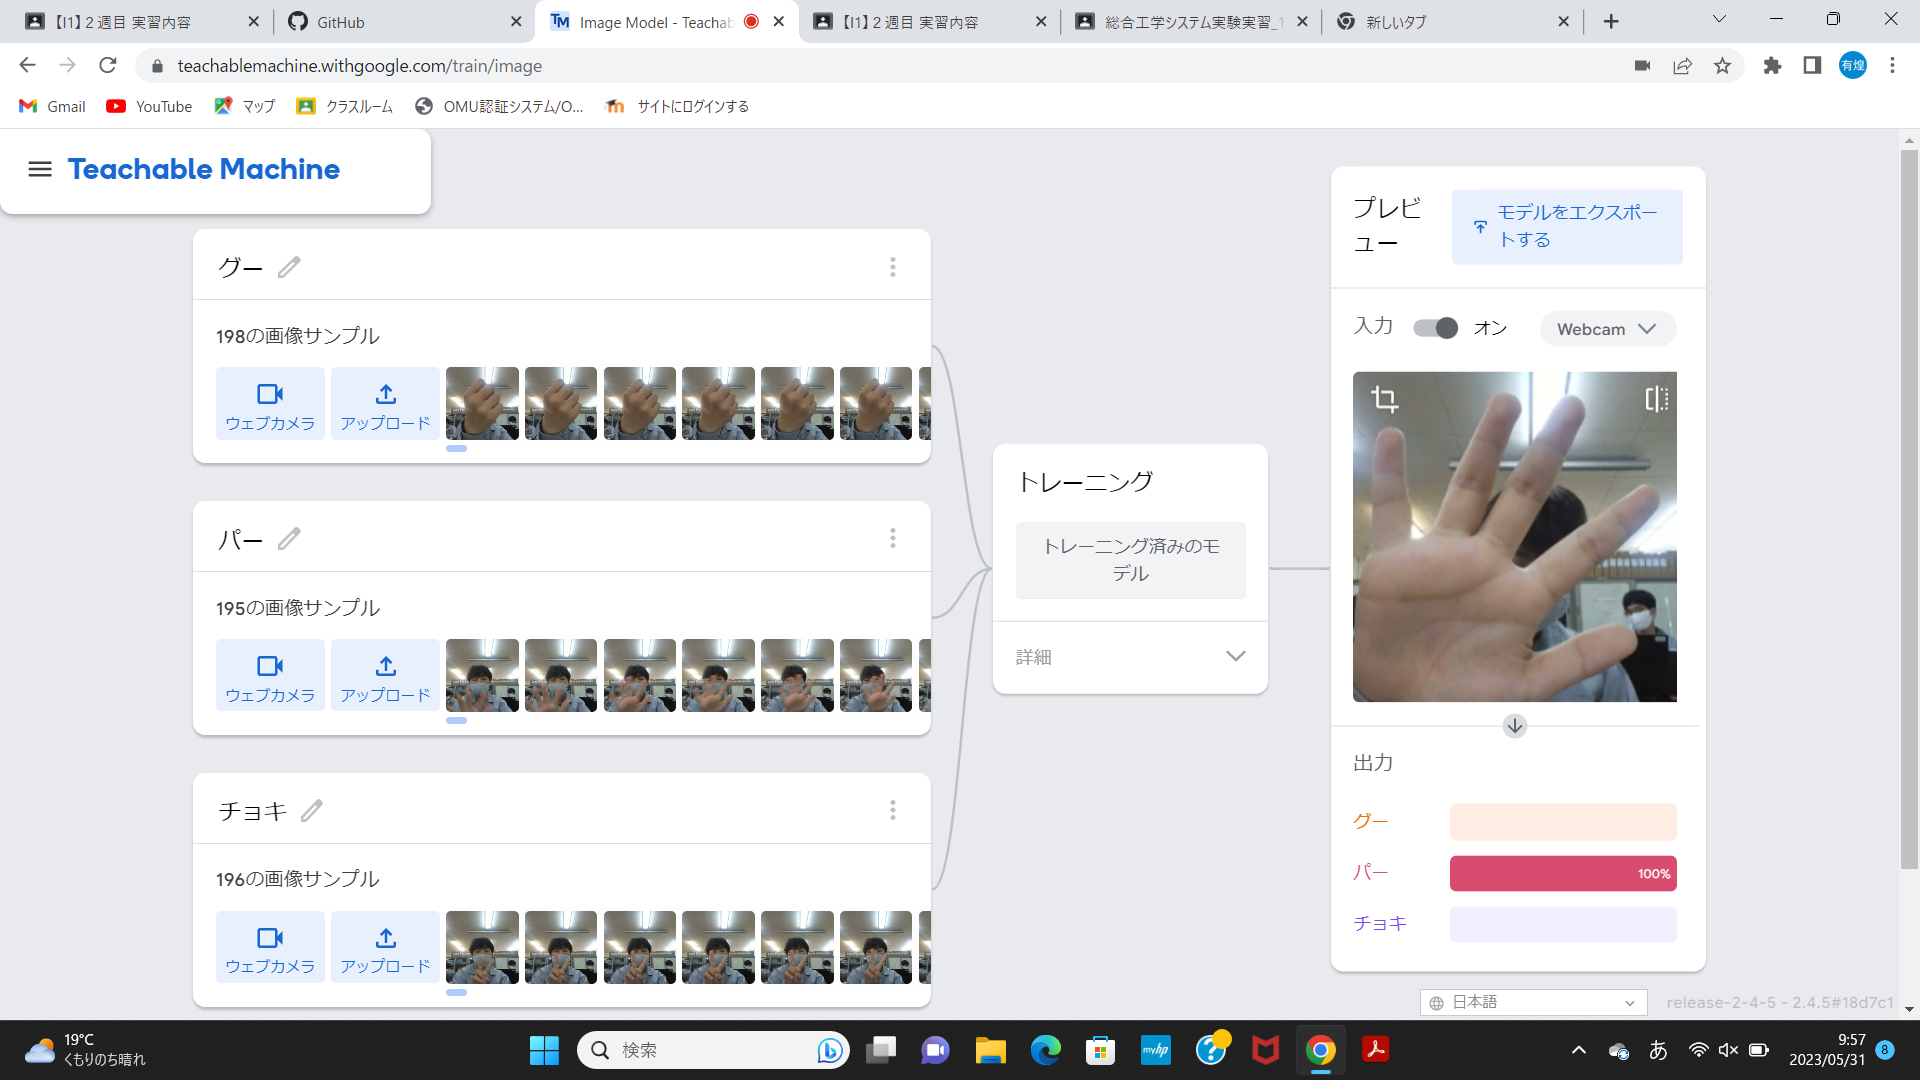 【I1】２週目 実習内容
GitHub
Image Model - Teachab
【I1】２週目 実習内容
総合工学システム実験実習_1
新しいタブ
teachablemachine.withgoogle.com/train/image
有煌
Gmail
YouTube
マップ
クラスルーム
OMU認証システム/O...
サイトにログインする
Teachable Machine
グー
198の画像サンプル
ウェブカメラ
アップロード
パー
195の画像サンプル
ウェブカメラ
アップロード
チョキ
196の画像サンプル
ウェブカメラ
アップロード
トレーニング
トレーニング済みのモ
デル
詳細
プレビ
ュー
モデルをエクスポー
トする
入力
オン
Webcam
出力
グー
パー
100%
チョキ
日本語
release-2-4-5 - 2.4.5#18d7c1
19°C
くもりのち晴れ
検索
myhp
あ
9:57
2023/05/31
8